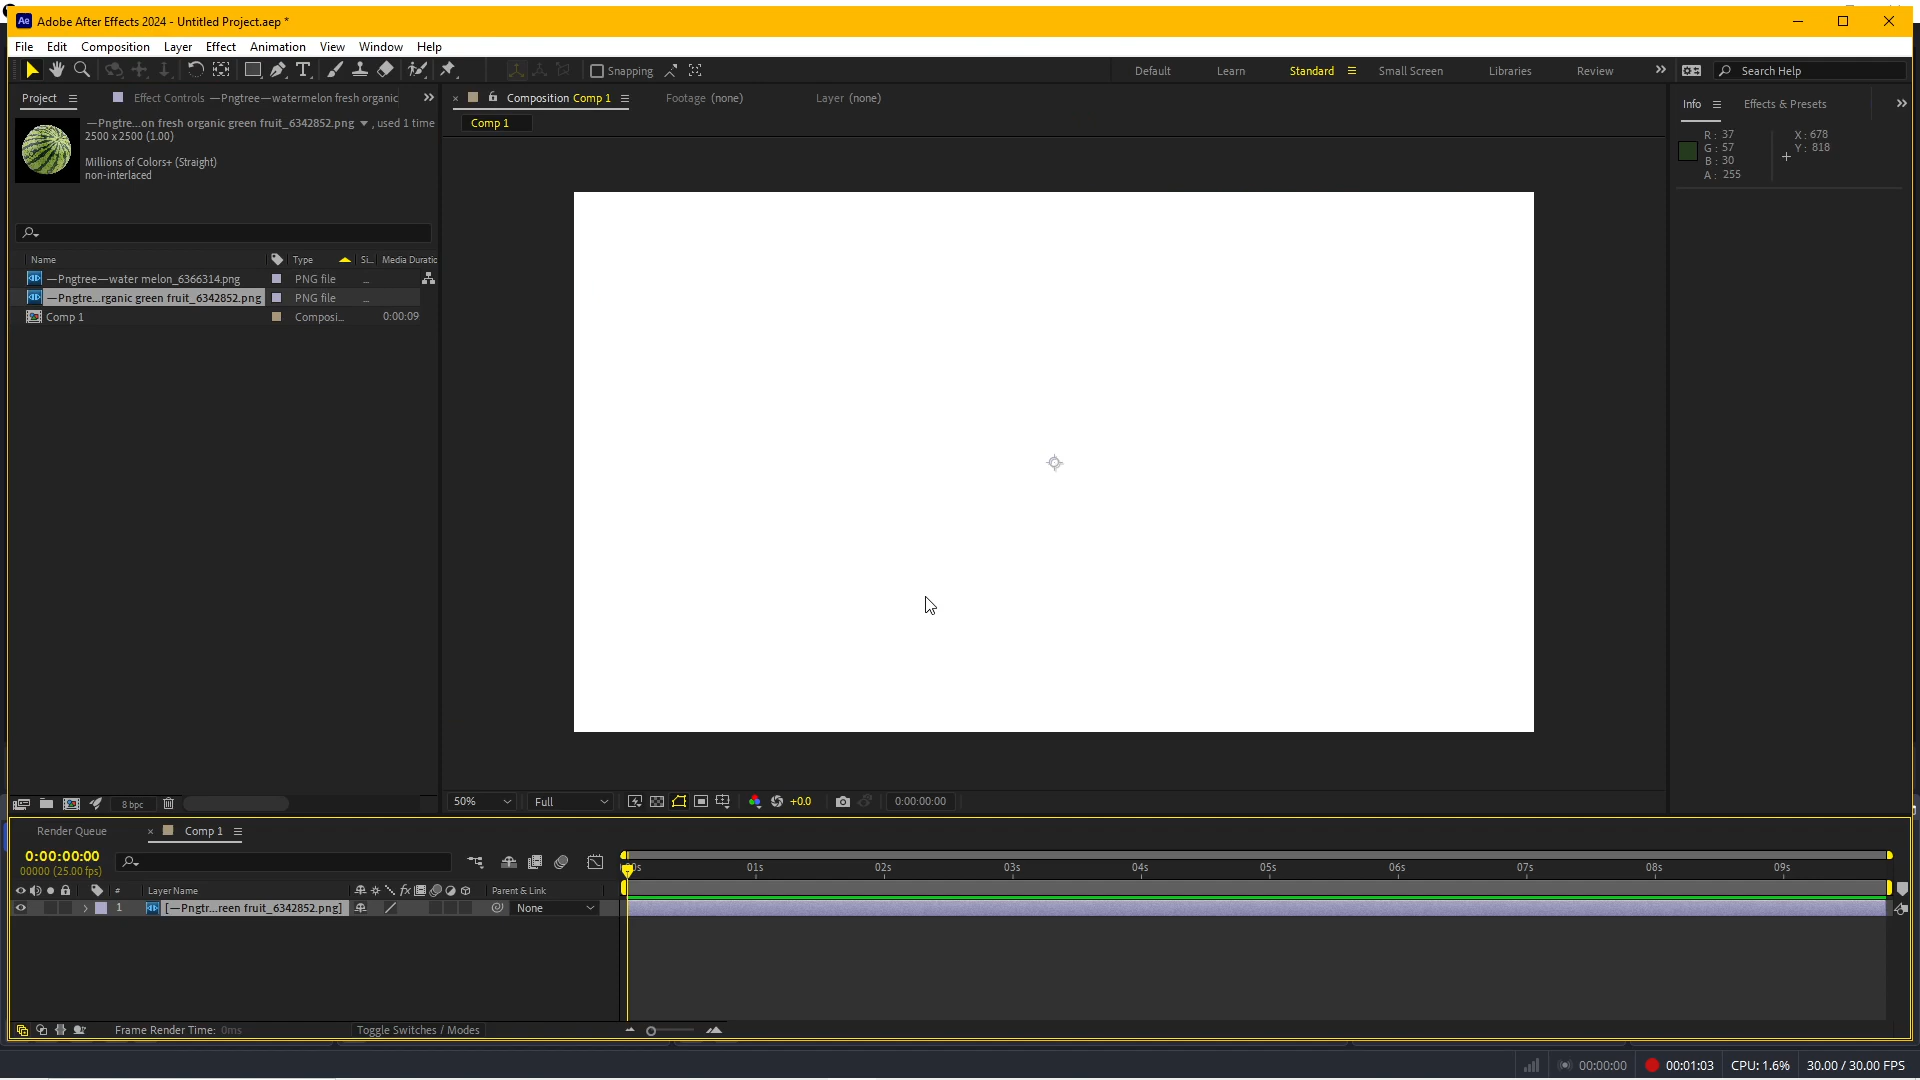 Adobe After Effects 2024 - Untitled Project.aep *
File Edit Composition Layer Effect Animation View Window Help
Snapping Default Learn Standard Small Screen Libraries Review Search Help
Project Effect Controls —Pngtree—watermelon fresh organic
Composition Comp 1 Footage (none) Layer (none)
Info Effects & Presets
Comp 1
—Pngtre...on fresh organic green fruit_6342852.png , used 1 time
2500 x 2500 (1.00)
Millions of Colors+ (Straight)
non-interlaced
R: 37
G: 57
B: 30
A: 255
X: 678
Y: 818
Name Type Si... Media Duratic
—Pngtree—water melon_6366314.png PNG file ...
—Pngtre...rganic green fruit_6342852.png PNG file ...
Comp 1 Composi... 0:00:09
8 bpc
50% Full +0.0 0:00:00:00
Render Queue Comp 1
0:00:00:00
00000 (25.00 fps)
01s 02s 03s 04s 05s 06s 07s 08s 09s
# Layer Name fx Parent & Link
1 [—Pngtr...reen fruit_6342852.png] None
Frame Render Time: 0ms Toggle Switches / Modes
00:00:00 00:01:03 CPU: 1.6% 30.00 / 30.00 FPS